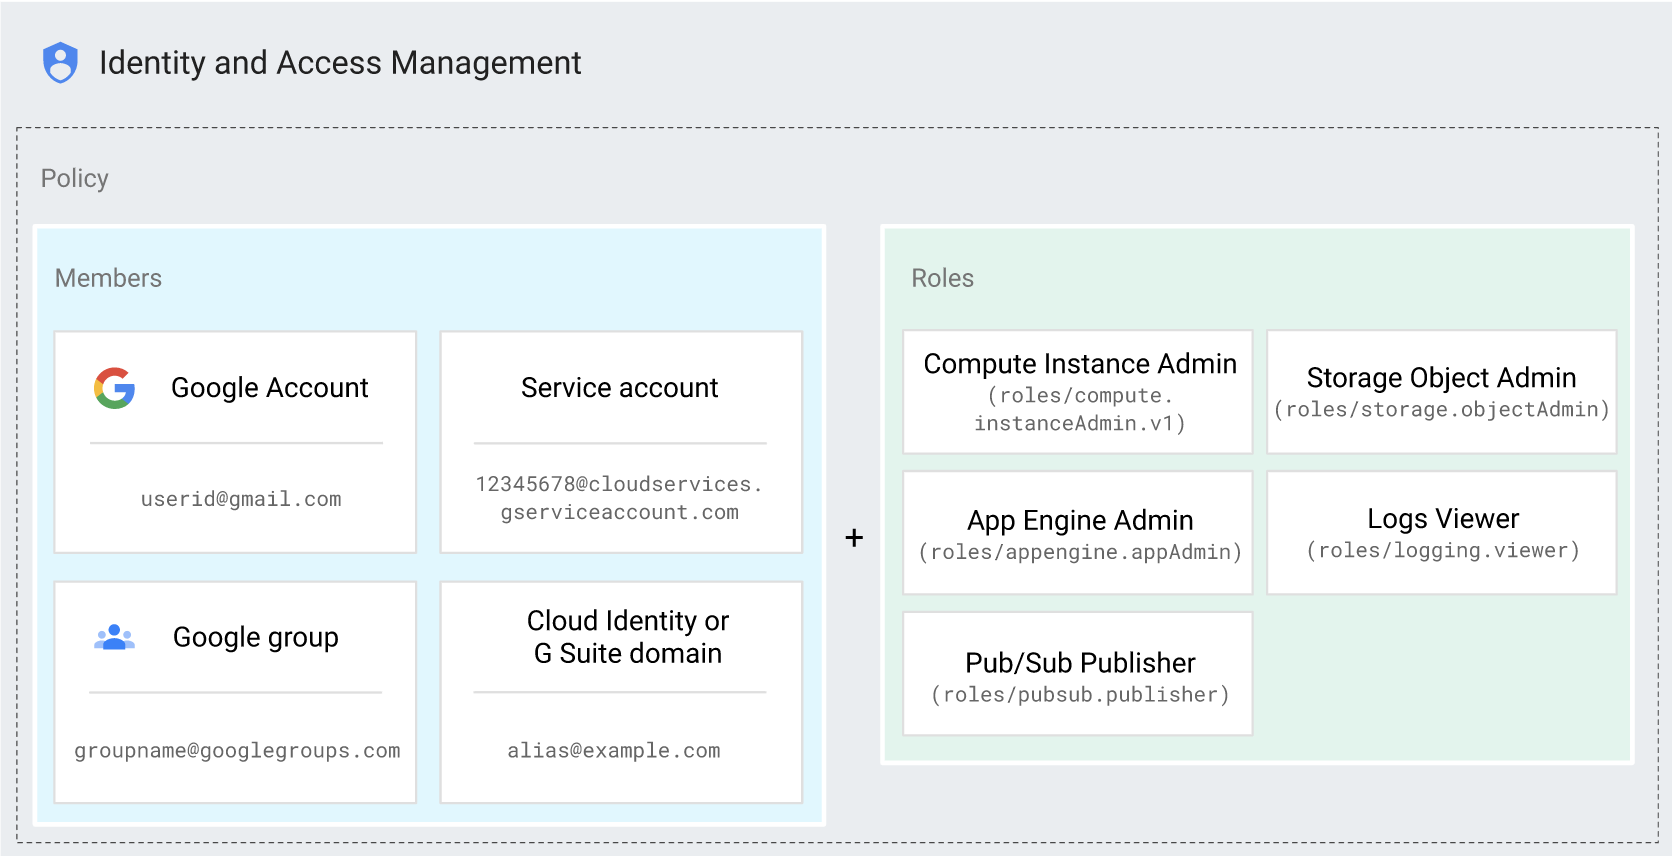 Identity and Access Management
Policy
Members
Google Account
userid@gmail.com
Service account
12345678@cloudservices.
gserviceaccount.com
Google group
groupname@googlegroups.com
Cloud Identity or
G Suite domain
alias@example.com
+
Roles
Compute Instance Admin
(roles/compute.
instanceAdmin.v1)
Storage Object Admin
(roles/storage.objectAdmin)
App Engine Admin
(roles/appengine.appAdmin)
Logs Viewer
(roles/logging.viewer)
Pub/Sub Publisher
(roles/pubsub.publisher)